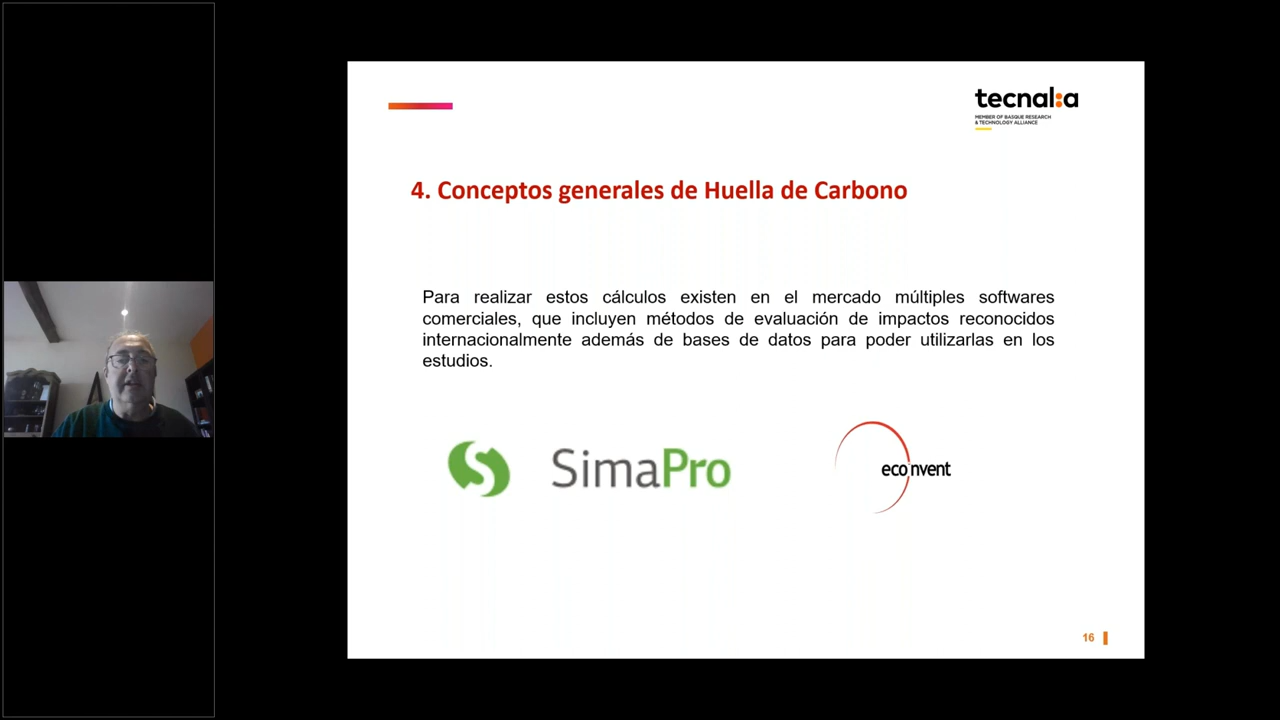 tecnal:a
MEMBER OF BASQUE RESEARCH
& TECHNOLOGY ALLIANCE
4. Conceptos generales de Huella de Carbono
Para realizar estos cálculos existen en el mercado múltiples softwares
comerciales, que incluyen métodos de evaluación de impactos reconocidos
internacionalmente además de bases de datos para poder utilizarlas en los
estudios.
SimaPro
ecoinvent
16